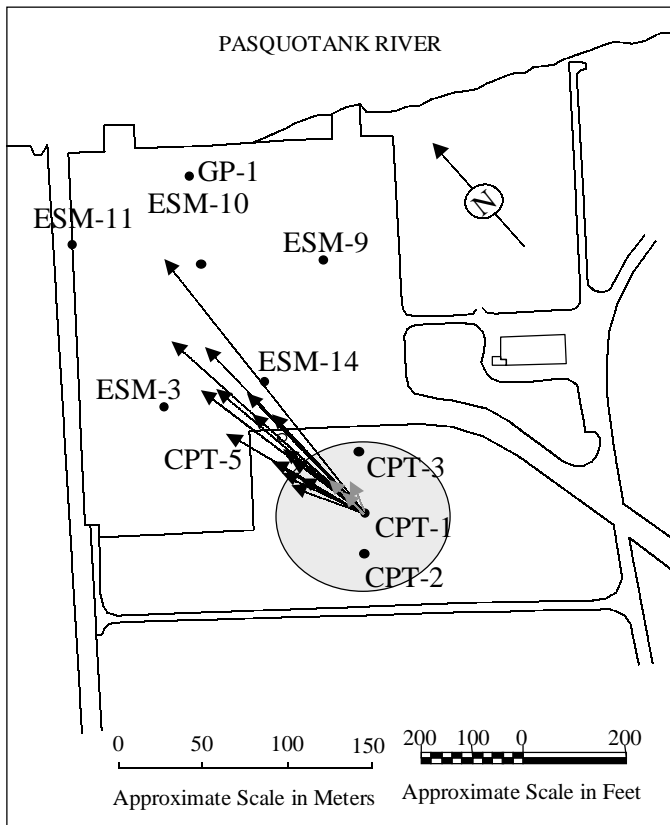 PASQUOTANK RIVER
GP-1
ESM-10
ESM-11
N
ESM-9
ESM-14
ESM-3
CPT-5
CPT-3
CPT-1
CPT-2
0 50 100 150
200 100 0 200
Approximate Scale in Meters
Approximate Scale in Feet